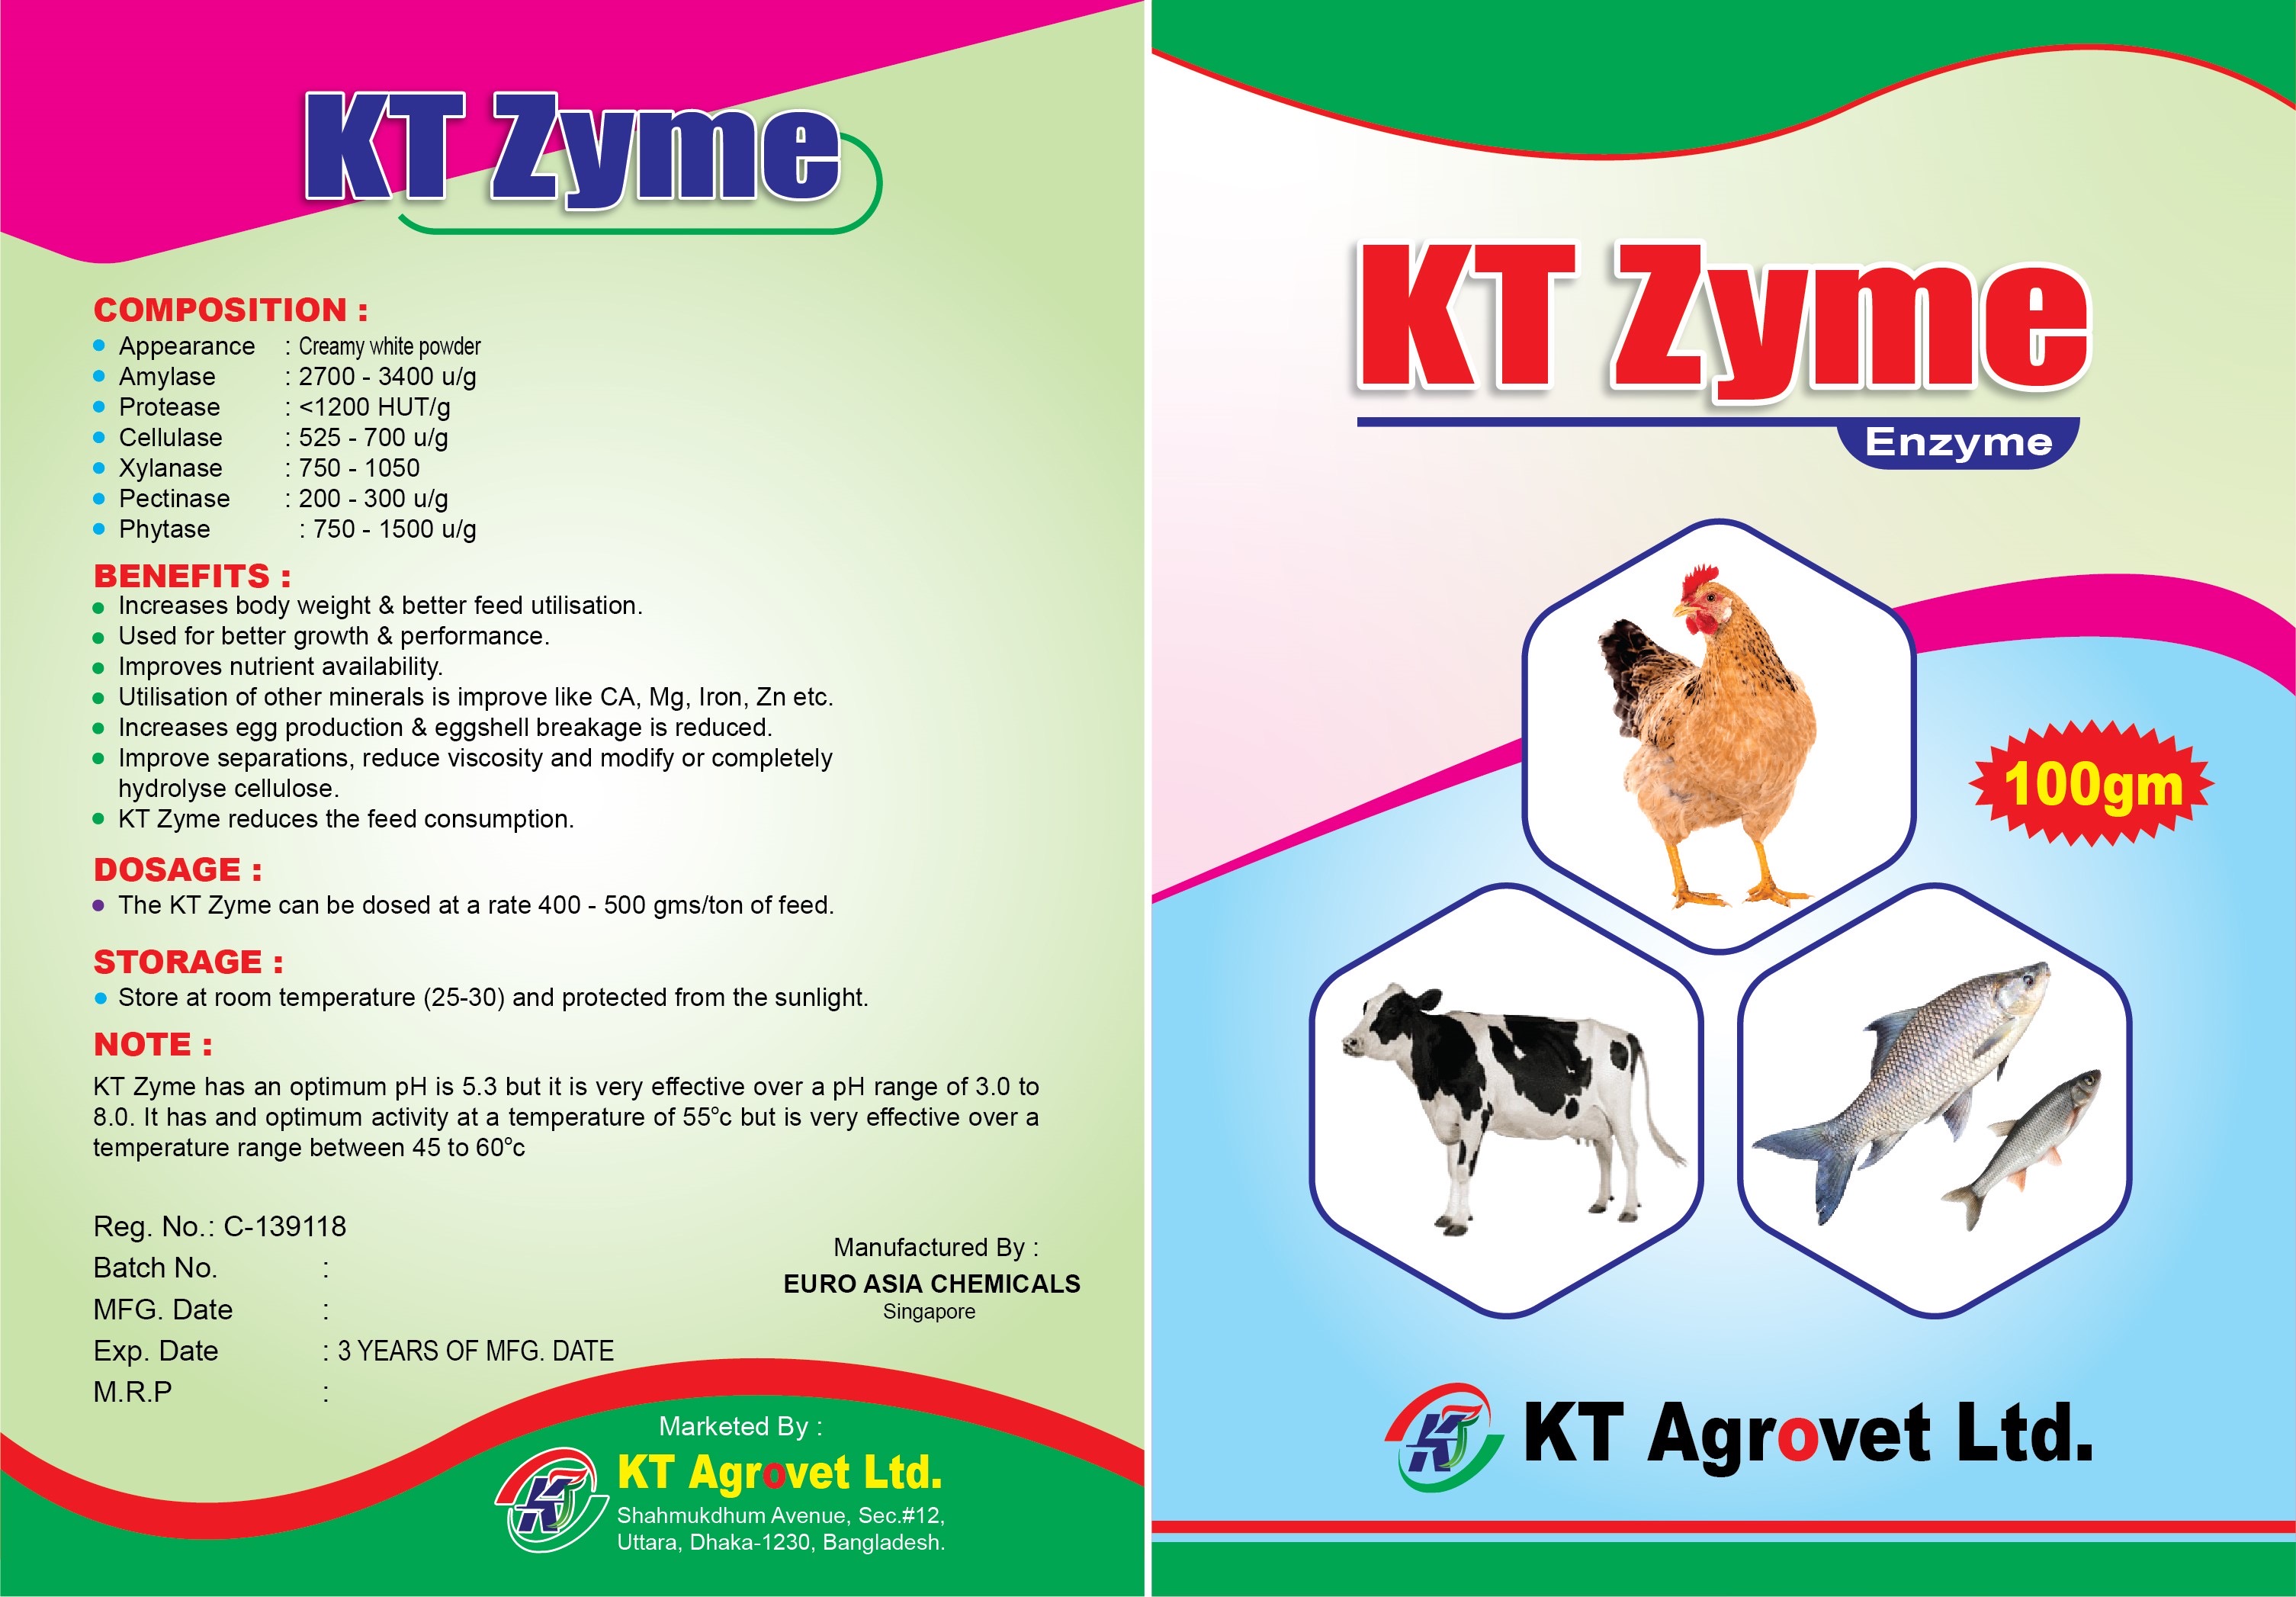 KT Zyme
COMPOSITION :
Appearance : Creamy white powder
Amylase : 2700 - 3400 u/g
Protease : <1200 HUT/g
Cellulase : 525 - 700 u/g
Xylanase : 750 - 1050
Pectinase : 200 - 300 u/g
Phytase : 750 - 1500 u/g
BENEFITS :
Increases body weight & better feed utilisation.
Used for better growth & performance.
Improves nutrient availability.
Utilisation of other minerals is improve like CA, Mg, Iron, Zn etc.
Increases egg production & eggshell breakage is reduced.
Improve separations, reduce viscosity and modify or completely
hydrolyse cellulose.
KT Zyme reduces the feed consumption.
DOSAGE :
The KT Zyme can be dosed at a rate 400 - 500 gms/ton of feed.
STORAGE :
Store at room temperature (25-30) and protected from the sunlight.
NOTE :
KT Zyme has an optimum pH is 5.3 but it is very effective over a pH range of 3.0 to
8.0. It has and optimum activity at a temperature of 55°c but is very effective over a
temperature range between 45 to 60°c
Reg. No.: C-139118
Batch No. :
MFG. Date :
Exp. Date : 3 YEARS OF MFG. DATE
M.R.P :
Manufactured By :
EURO ASIA CHEMICALS
Singapore
Marketed By :
KT
KT Agrovet Ltd.
Shahmukdhum Avenue, Sec.#12,
Uttara, Dhaka-1230, Bangladesh.
KT Zyme
Enzyme
100gm
KT
KT Agrovet Ltd.